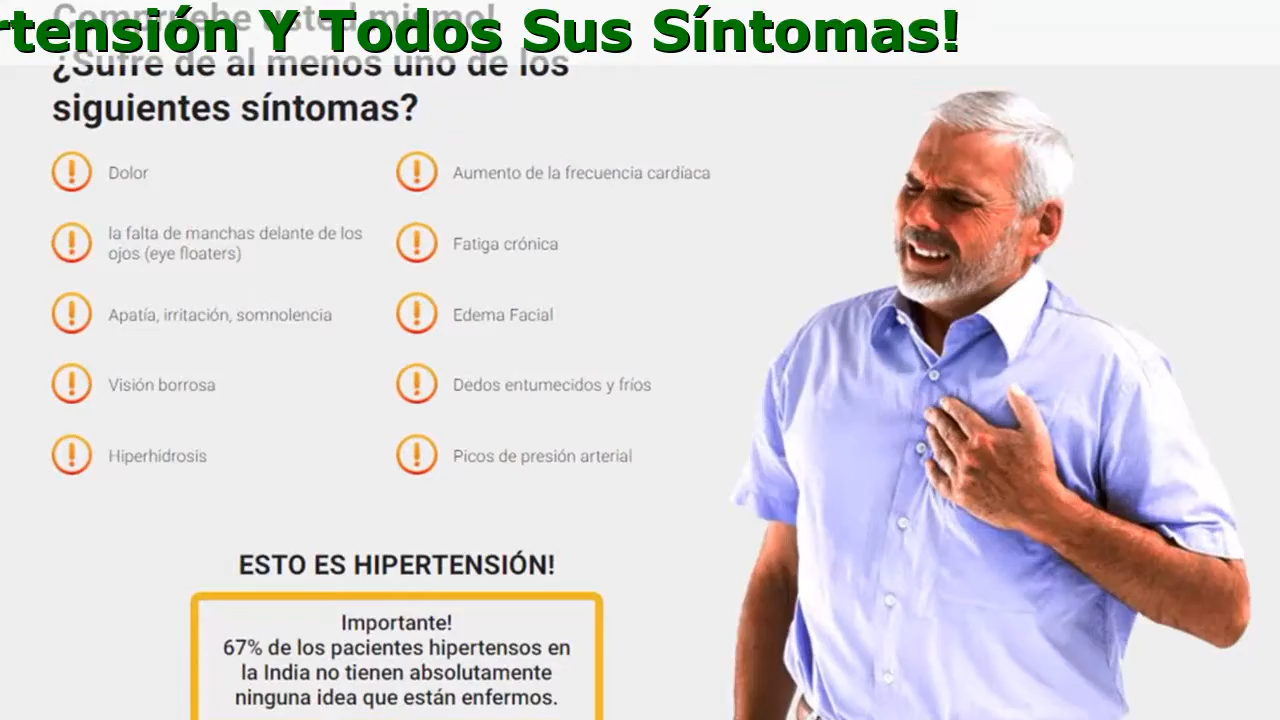 rtensión Y Todos Sus Síntomas!
Compruebe usted mismo!
¿Sufre de al menos uno de los
siguientes síntomas?
Dolor
Aumento de la frecuencia cardíaca
la falta de manchas delante de los
ojos (eye floaters)
Fatiga crónica
Apatía, irritación, somnolencia
Edema Facial
Visión borrosa
Dedos entumecidos y fríos
Hiperhidrosis
Picos de presión arterial
ESTO ES HIPERTENSIÓN!
Importante!
67% de los pacientes hipertensos en
la India no tienen absolutamente
ninguna idea que están enfermos.